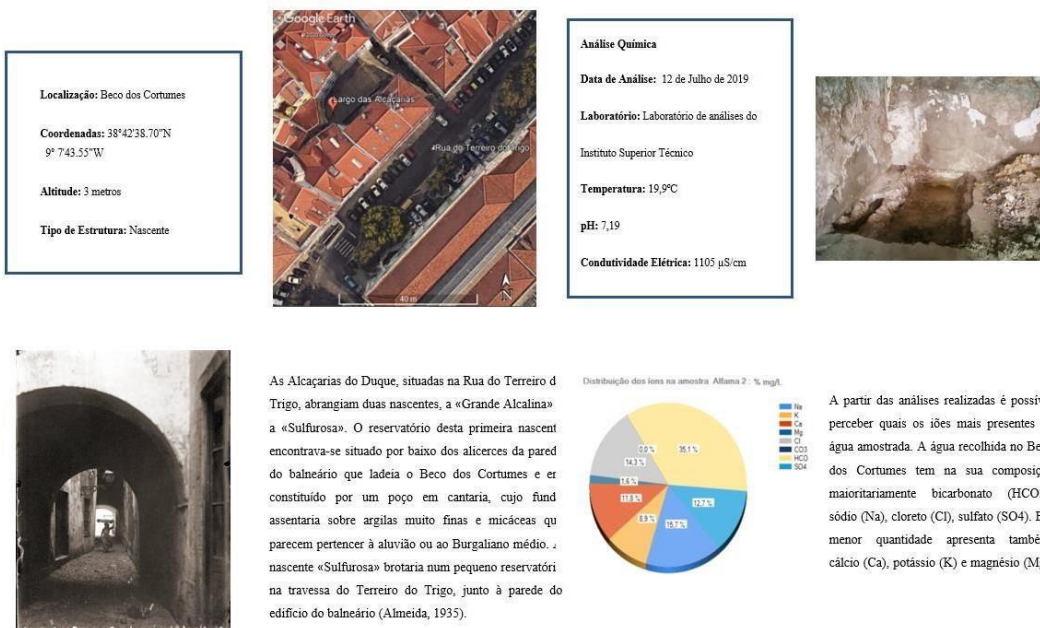 Localização: Beco dos Cortumes
Coordenadas: 38°42'38.70"N
9° 7'43.55"W
Altitude: 3 metros
Tipo de Estrutura: Nascente
Google Earth
Largo das Alcaçarias
Rua do Terreiro do Trigo
40 m
N
Análise Química
Data de Análise: 12 de Julho de 2019
Laboratório: Laboratório de análises do
Instituto Superior Técnico
Temperatura: 19,9ºC
pH: 7,19
Condutividade Elétrica: 1105 µS/cm
As Alcaçarias do Duque, situadas na Rua do Terreiro d
Trigo, abrangiam duas nascentes, a «Grande Alcalina»
a «Sulfurosa». O reservatório desta primeira nascent
encontrava-se situado por baixo dos alicerces da pared
do balneário que ladeia o Beco dos Cortumes e er
constituído por um poço em cantaria, cujo fund
assentaria sobre argilas muito finas e micáceas qu
parecem pertencer à aluvião ou ao Burgaliano médio.
nascente «Sulfurosa» brotaria num pequeno reservatóri
na travessa do Terreiro do Trigo, junto à parede do
edifício do balneário (Almeida, 1935).
Distribuição dos íons na amostra Alfama 2 : % mg/L
Na
K
Ca
Mg
Cl
CO3
HCO
SO4
0,0 %
35,1 %
14,3 %
1,6 %
11,8 %
8,9 %
15,7 %
12,7 %
A partir das análises realizadas é possív
perceber quais os iões mais presentes
água amostrada. A água recolhida no Be
dos Cortumes tem na sua composiç
maioritariamente bicarbonato (HCO
sódio (Na), cloreto (Cl), sulfato (SO4). E
menor quantidade apresenta també
cálcio (Ca), potássio (K) e magnésio (M